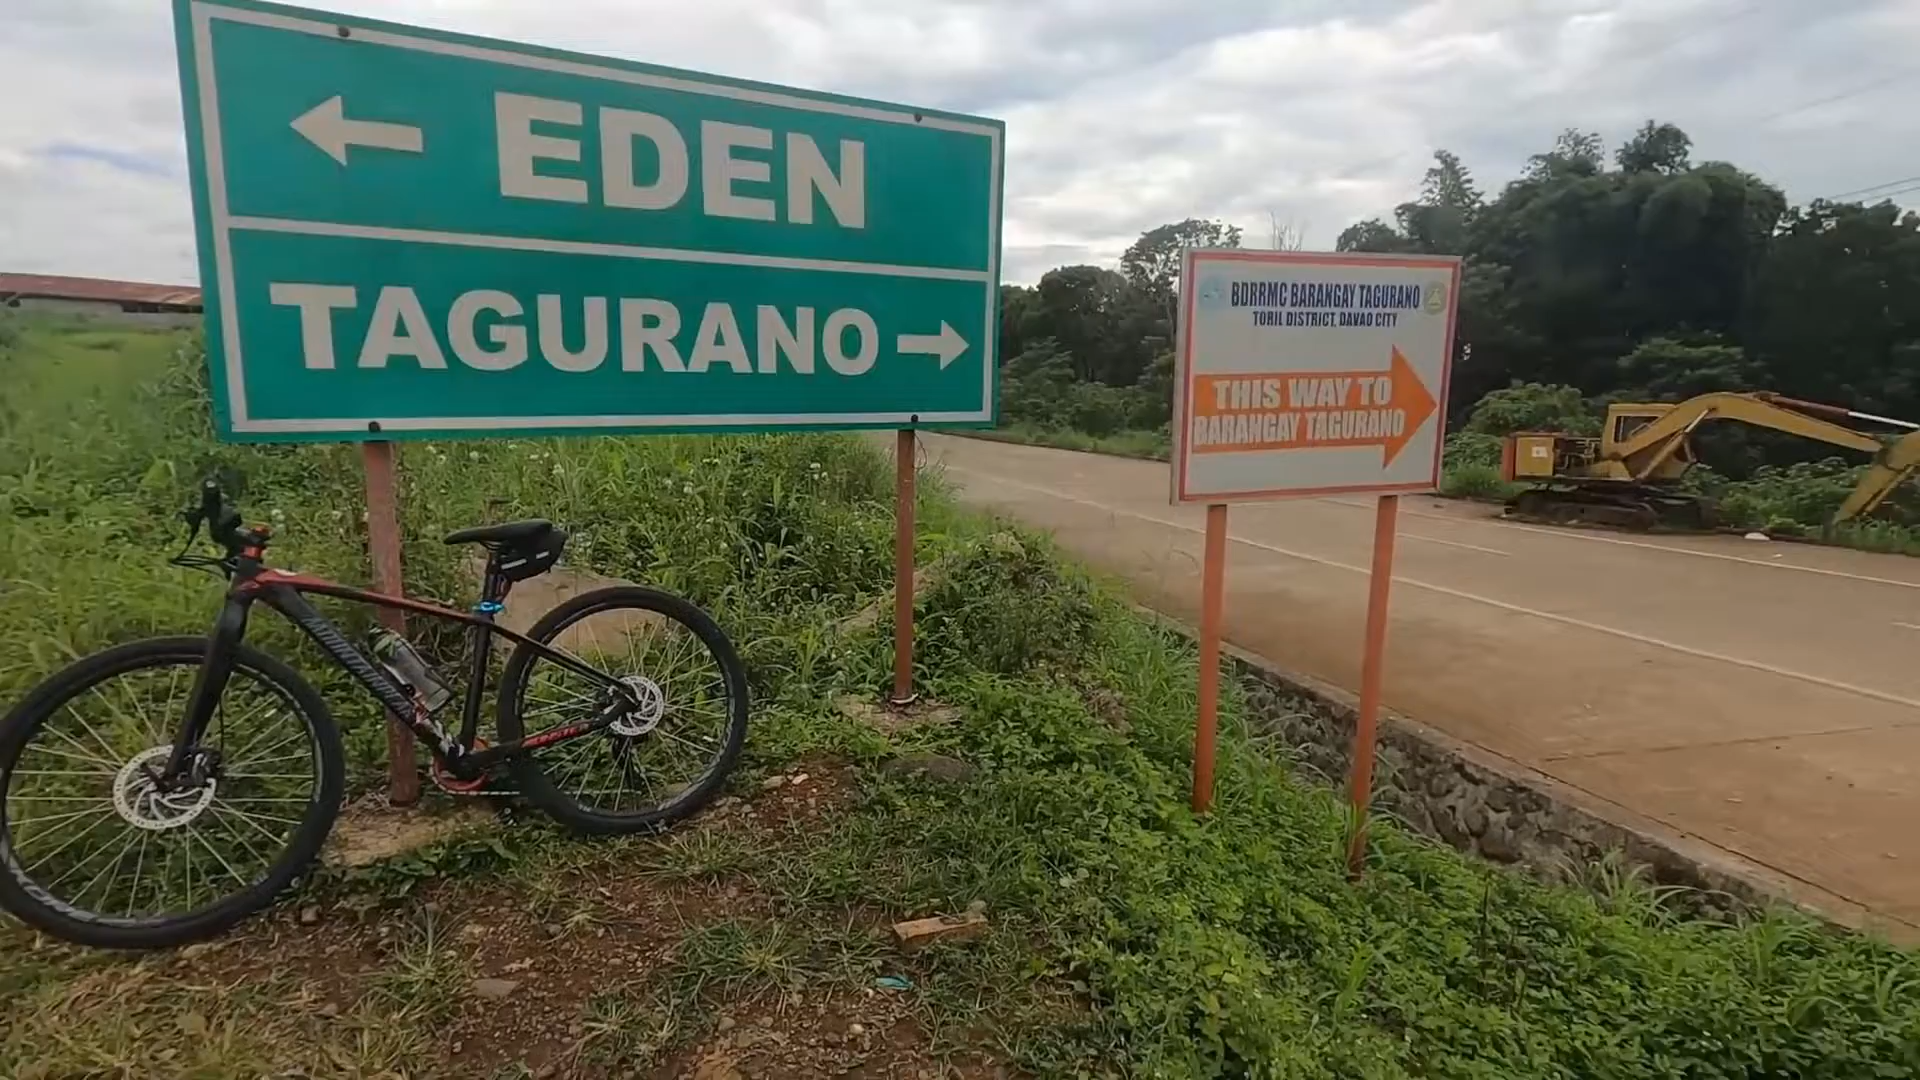 EDEN
TAGURANO
BDRRMC BARANGAY TAGURANO
TORIL DISTRICT, DAVAO CITY
THIS WAY TO
BARANGAY TAGURANO